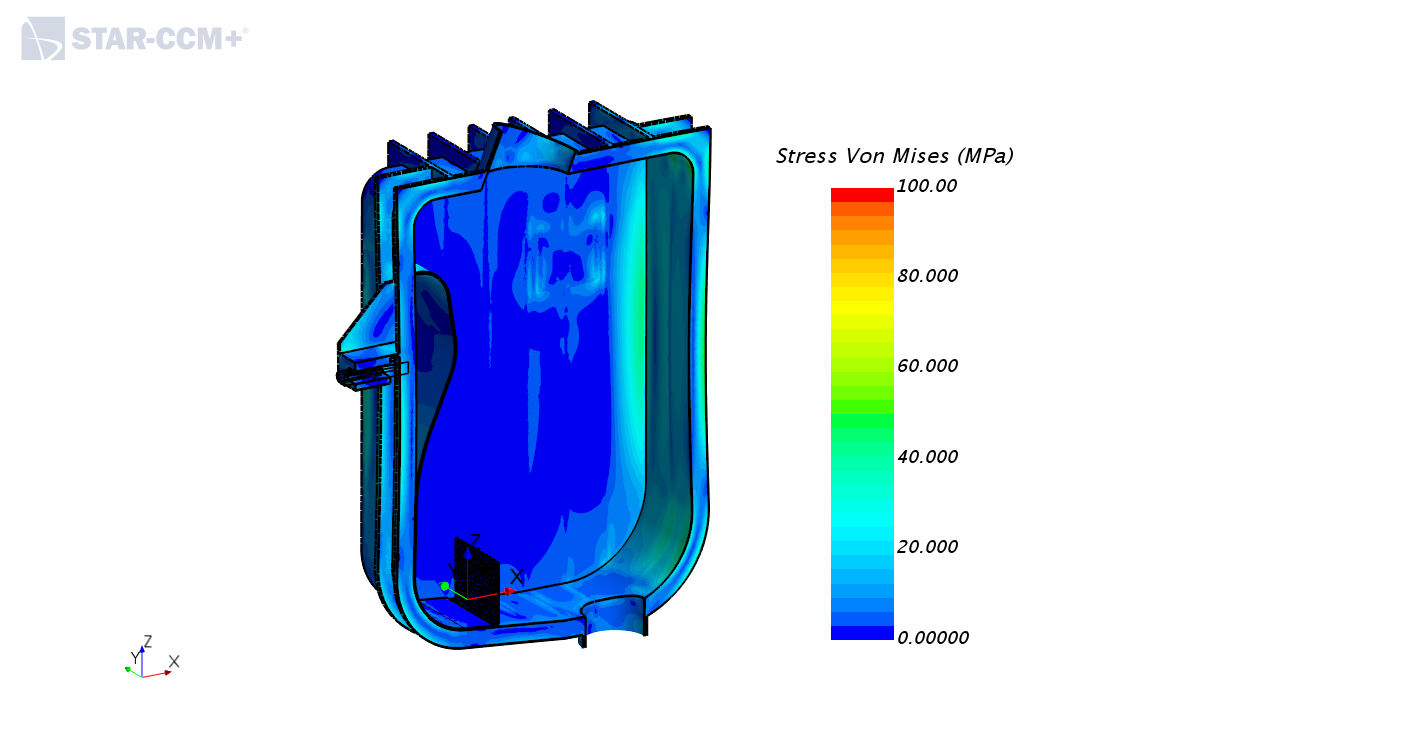 STAR-CCM+®
Stress Von Mises (MPa)
100.00
80.000
60.000
40.000
20.000
0.00000
Z
X
Z
Y
X